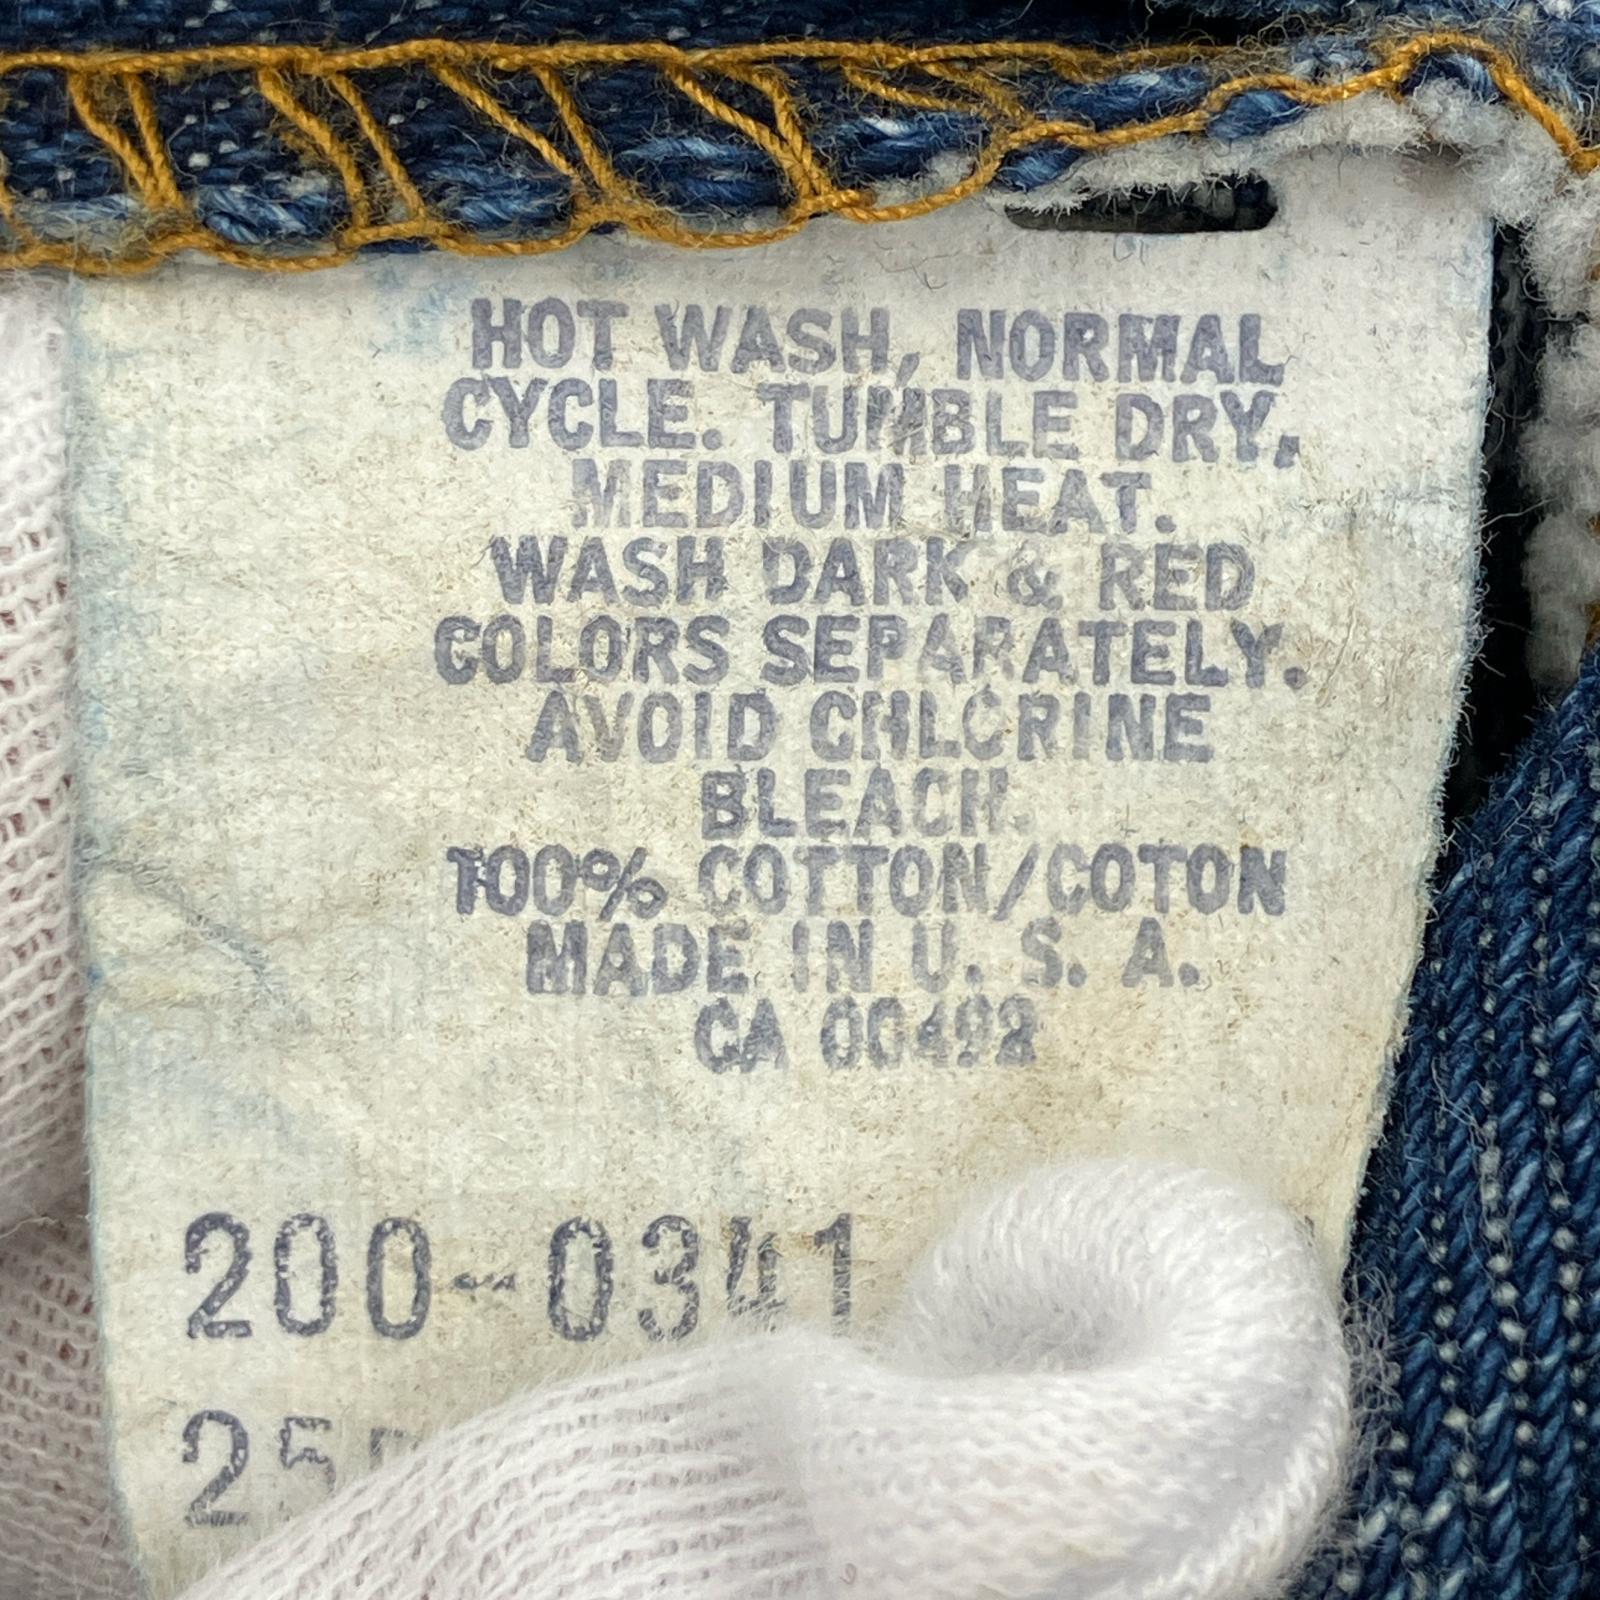 HOT WASH, NORMAL
CYCLE. TUMBLE DRY,
MEDIUM HEAT.
WASH DARK & RED
COLORS SEPARATELY.
AVOID CHLORINE
BLEACH.
100% COTTON/COTON
MADE IN U. S. A.
CA 00492
200-0341